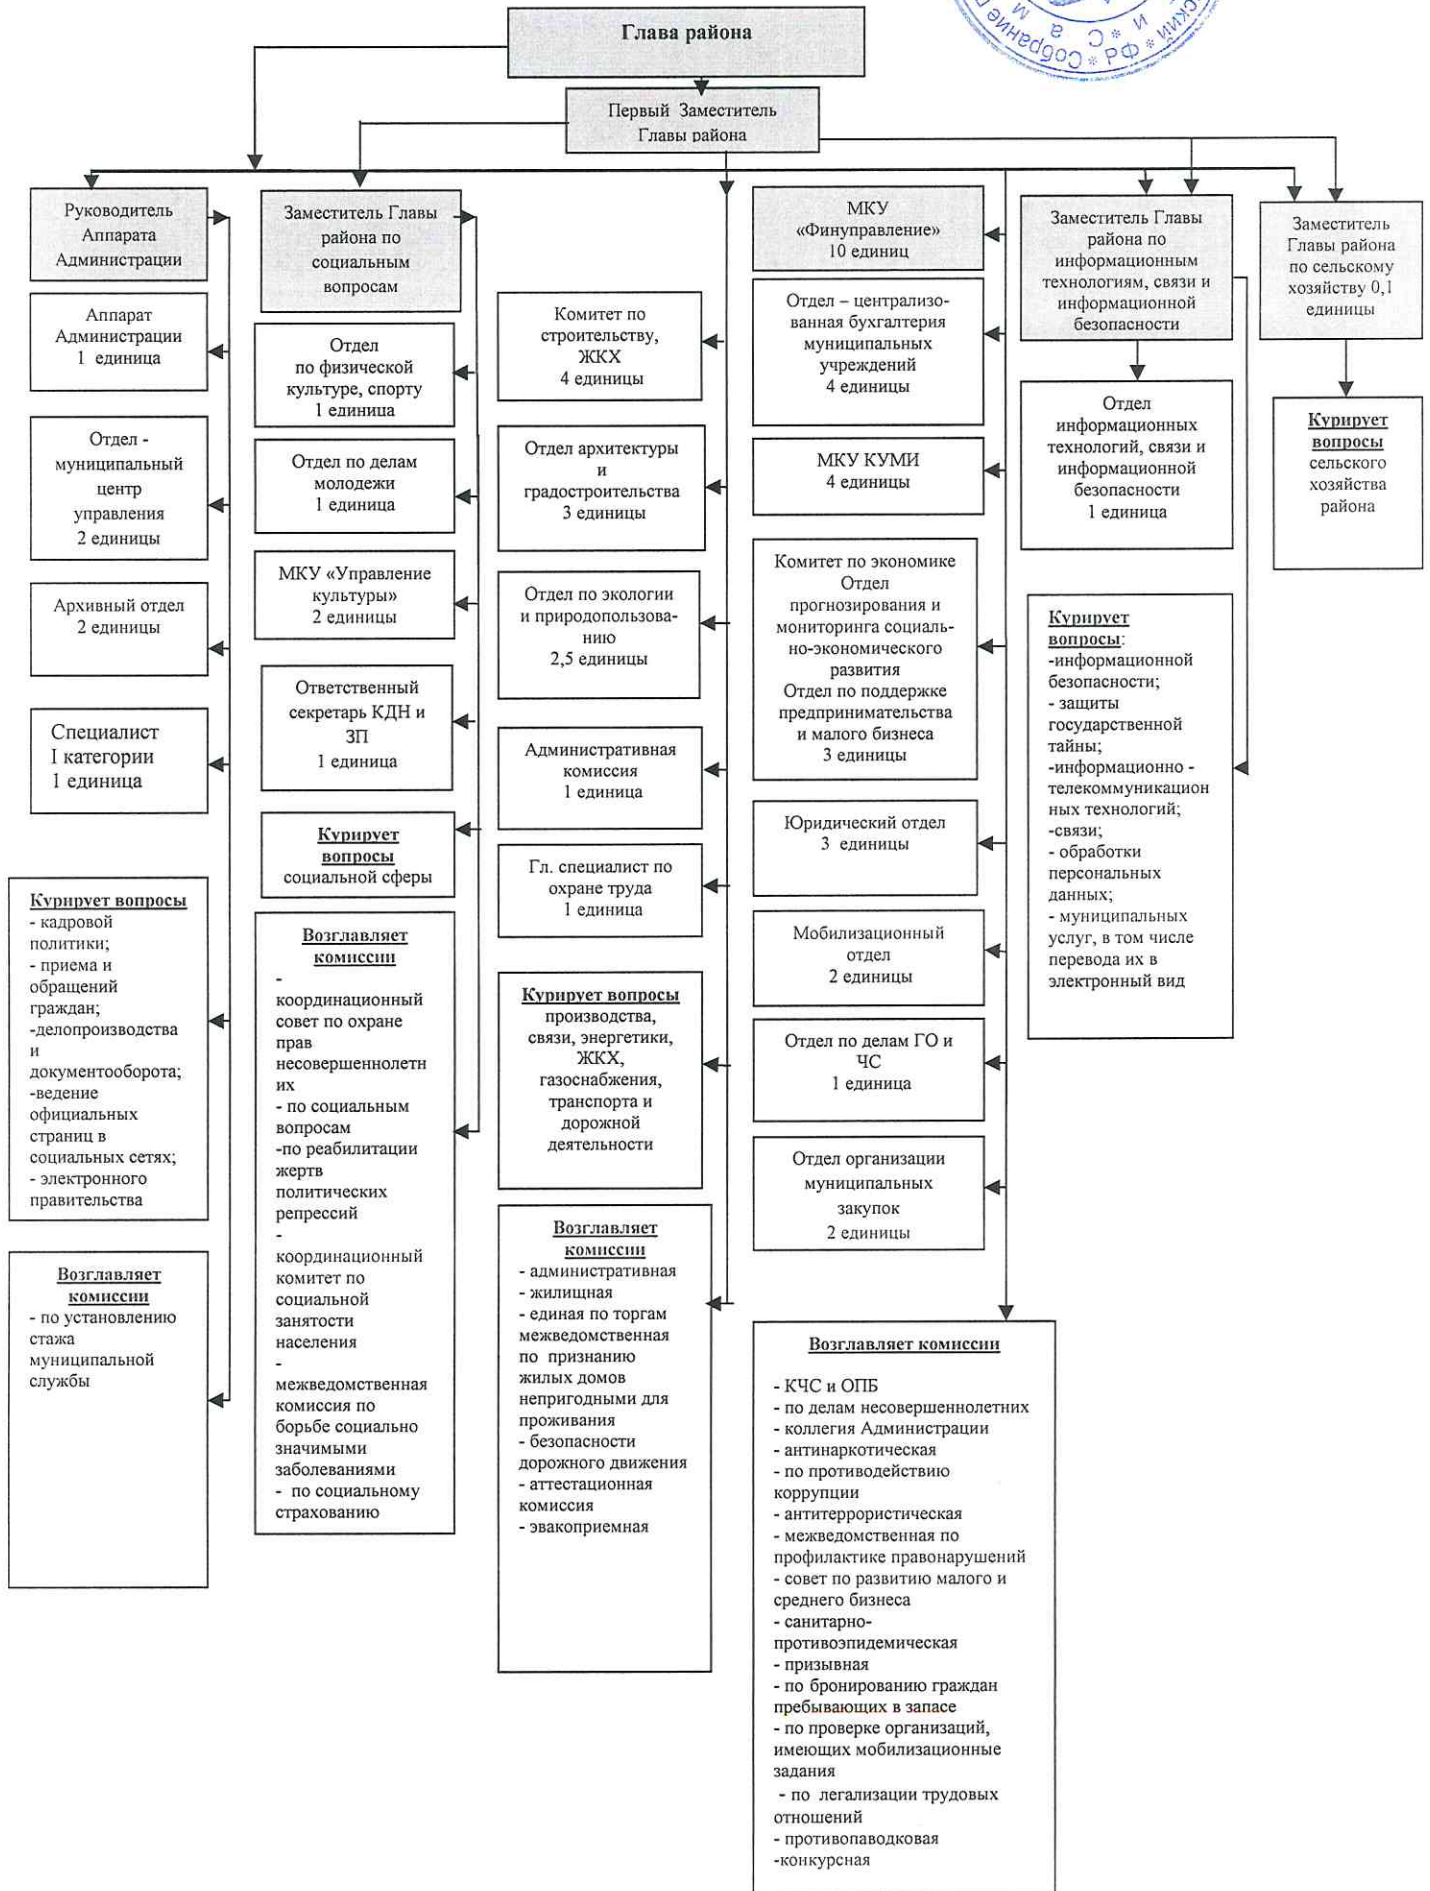 Глава района
Собрание
РФ
Первый Заместитель
Главы района
Руководитель
Аппарата
Администрации
Аппарат
Администрации
1 единица
Отдел -
муниципальный
центр
управления
2 единицы
Архивный отдел
2 единицы
Специалист
I категории
1 единица
Курирует вопросы
- кадровой
политики;
- приема и
обращений
граждан;
-делопроизводства
и
документооборота;
-ведение
официальных
страниц в
социальных сетях;
- электронного
правительства
Возглавляет
комиссии
- по установлению
стажа
муниципальной
службы
Заместитель Главы
района по
социальным
вопросам
Отдел
по физической
культуре, спорту
1 единица
Отдел по делам
молодежи
1 единица
МКУ «Управление
культуры»
2 единицы
Ответственный
секретарь КДН и
ЗП
1 единица
Курирует
вопросы
социальной сферы
Возглавляет
комиссии
-
координационный
совет по охране
прав
несовершеннолетн
их
- по социальным
вопросам
-по реабилитации
жертв
политических
репрессий
-
координационный
комитет по
социальной
занятости
населения
-
межведомственная
комиссия по
борьбе социально
значимыми
заболеваниями
- по социальному
страхованию
Комитет по
строительству,
ЖКХ
4 единицы
Отдел архитектуры
и
градостроительства
3 единицы
Отдел по экологии
и природопользова-
нию
2,5 единицы
Административная
комиссия
1 единица
Гл. специалист по
охране труда
1 единица
Курирует вопросы
производства,
связи, энергетики,
ЖКХ,
газоснабжения,
транспорта и
дорожной
деятельности
Возглавляет
комиссии
- административная
- жилищная
- единая по торгам
межведомственная
по признанию
жилых домов
непригодными для
проживания
- безопасности
дорожного движения
- аттестационная
комиссия
- эвакоприемная
МКУ
«Финуправление»
10 единиц
Отдел – централизо-
ванная бухгалтерия
муниципальных
учреждений
4 единицы
МКУ КУМИ
4 единицы
Комитет по экономике
Отдел
прогнозирования и
мониторинга социаль-
но-экономического
развития
Отдел по поддержке
предпринимательства
и малого бизнеса
3 единицы
Юридический отдел
3 единицы
Мобилизационный
отдел
2 единицы
Отдел по делам ГО и
ЧС
1 единица
Отдел организации
муниципальных
закупок
2 единицы
Возглавляет комиссии
- КЧС и ОПБ
- по делам несовершеннолетних
- коллегия Администрации
- антинаркотическая
- по противодействию
коррупции
- антитеррористическая
- межведомственная по
профилактике правонарушений
- совет по развитию малого и
среднего бизнеса
- санитарно-
противоэпидемическая
- призывная
- по бронированию граждан
пребывающих в запасе
- по проверке организаций,
имеющих мобилизационные
задания
- по легализации трудовых
отношений
- противопаводковая
-конкурсная
Заместитель Главы
района по
информационным
технологиям, связи и
информационной
безопасности
Отдел
информационных
технологий, связи и
информационной
безопасности
1 единица
Курирует
вопросы:
-информационной
безопасности;
- защиты
государственной
тайны;
-информационно -
телекоммуникацион
ных технологий;
-связи;
- обработки
персональных
данных;
- муниципальных
услуг, в том числе
перевода их в
электронный вид
Заместитель
Главы района
по сельскому
хозяйству 0,1
единицы
Курирует
вопросы
сельского
хозяйства
района